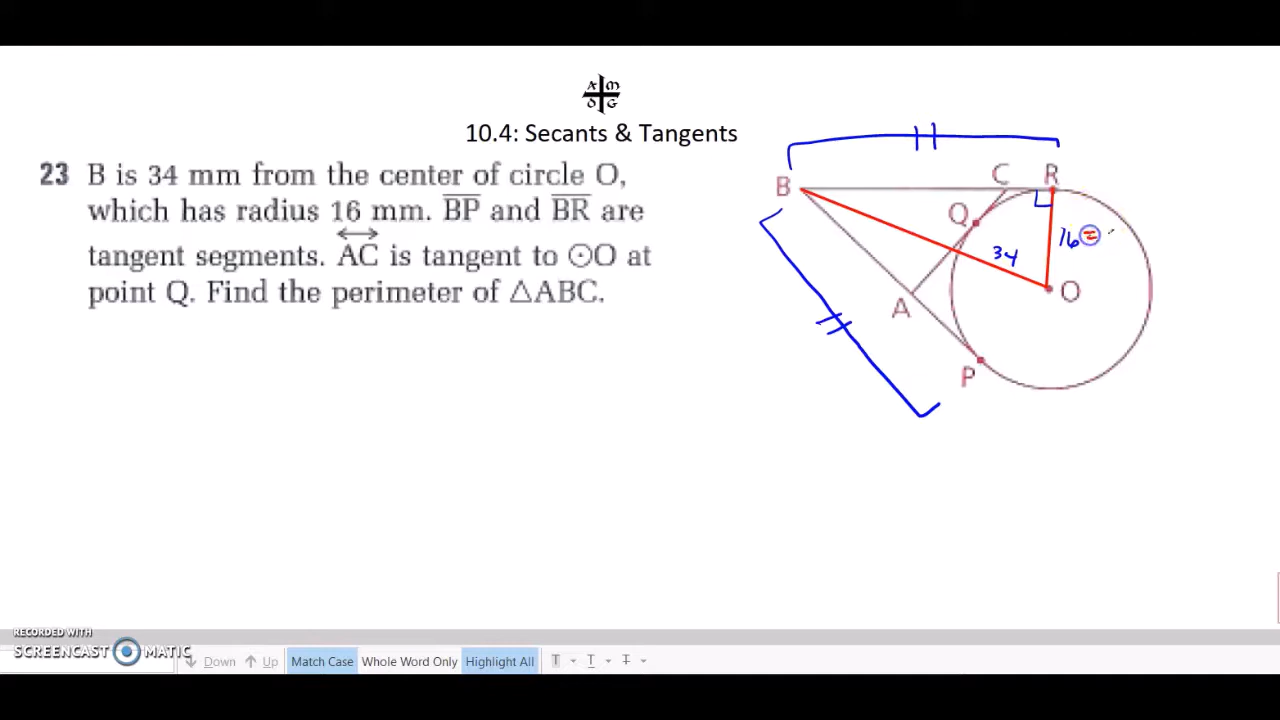 A M
D G
10.4: Secants & Tangents
23 B is 34 mm from the center of circle O,
which has radius 16 mm. BP and BR are
tangent segments. AC is tangent to ⊙O at
point Q. Find the perimeter of △ABC.
B
C
R
Q
16 =
34
O
A
P
RECORDED WITH
SCREENCAST MATIC
Down Up Match Case Whole Word Only Highlight All T T T